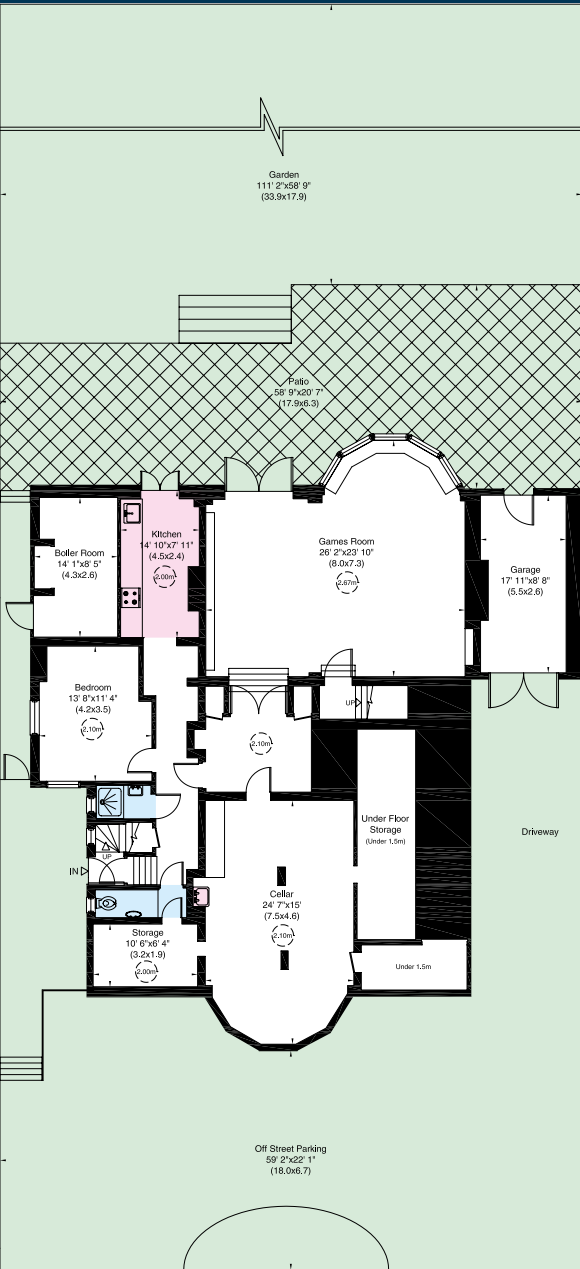 Garden
111' 2"x58' 9"
(33.9x17.9)
Patio
58' 9"x20' 7"
(17.9x6.3)
Boiler Room
14' 1"x8' 5"
(4.3x2.6)
Kitchen
14' 10"x7' 11"
(4.5x2.4)
2.00m
Games Room
26' 2"x23' 10"
(8.0x7.3)
2.67m
Garage
17' 11"x8' 8"
(5.5x2.6)
Bedroom
13' 8"x11' 4"
(4.2x3.5)
2.10m
UP
2.10m
Under Floor
Storage
(Under 1.5m)
Driveway
UP
IN
Cellar
24' 7"x15'
(7.5x4.6)
2.10m
Storage
10' 6"x6' 4"
(3.2x1.9)
2.00m
Under 1.5m
Off Street Parking
59' 2"x22' 1"
(18.0x6.7)